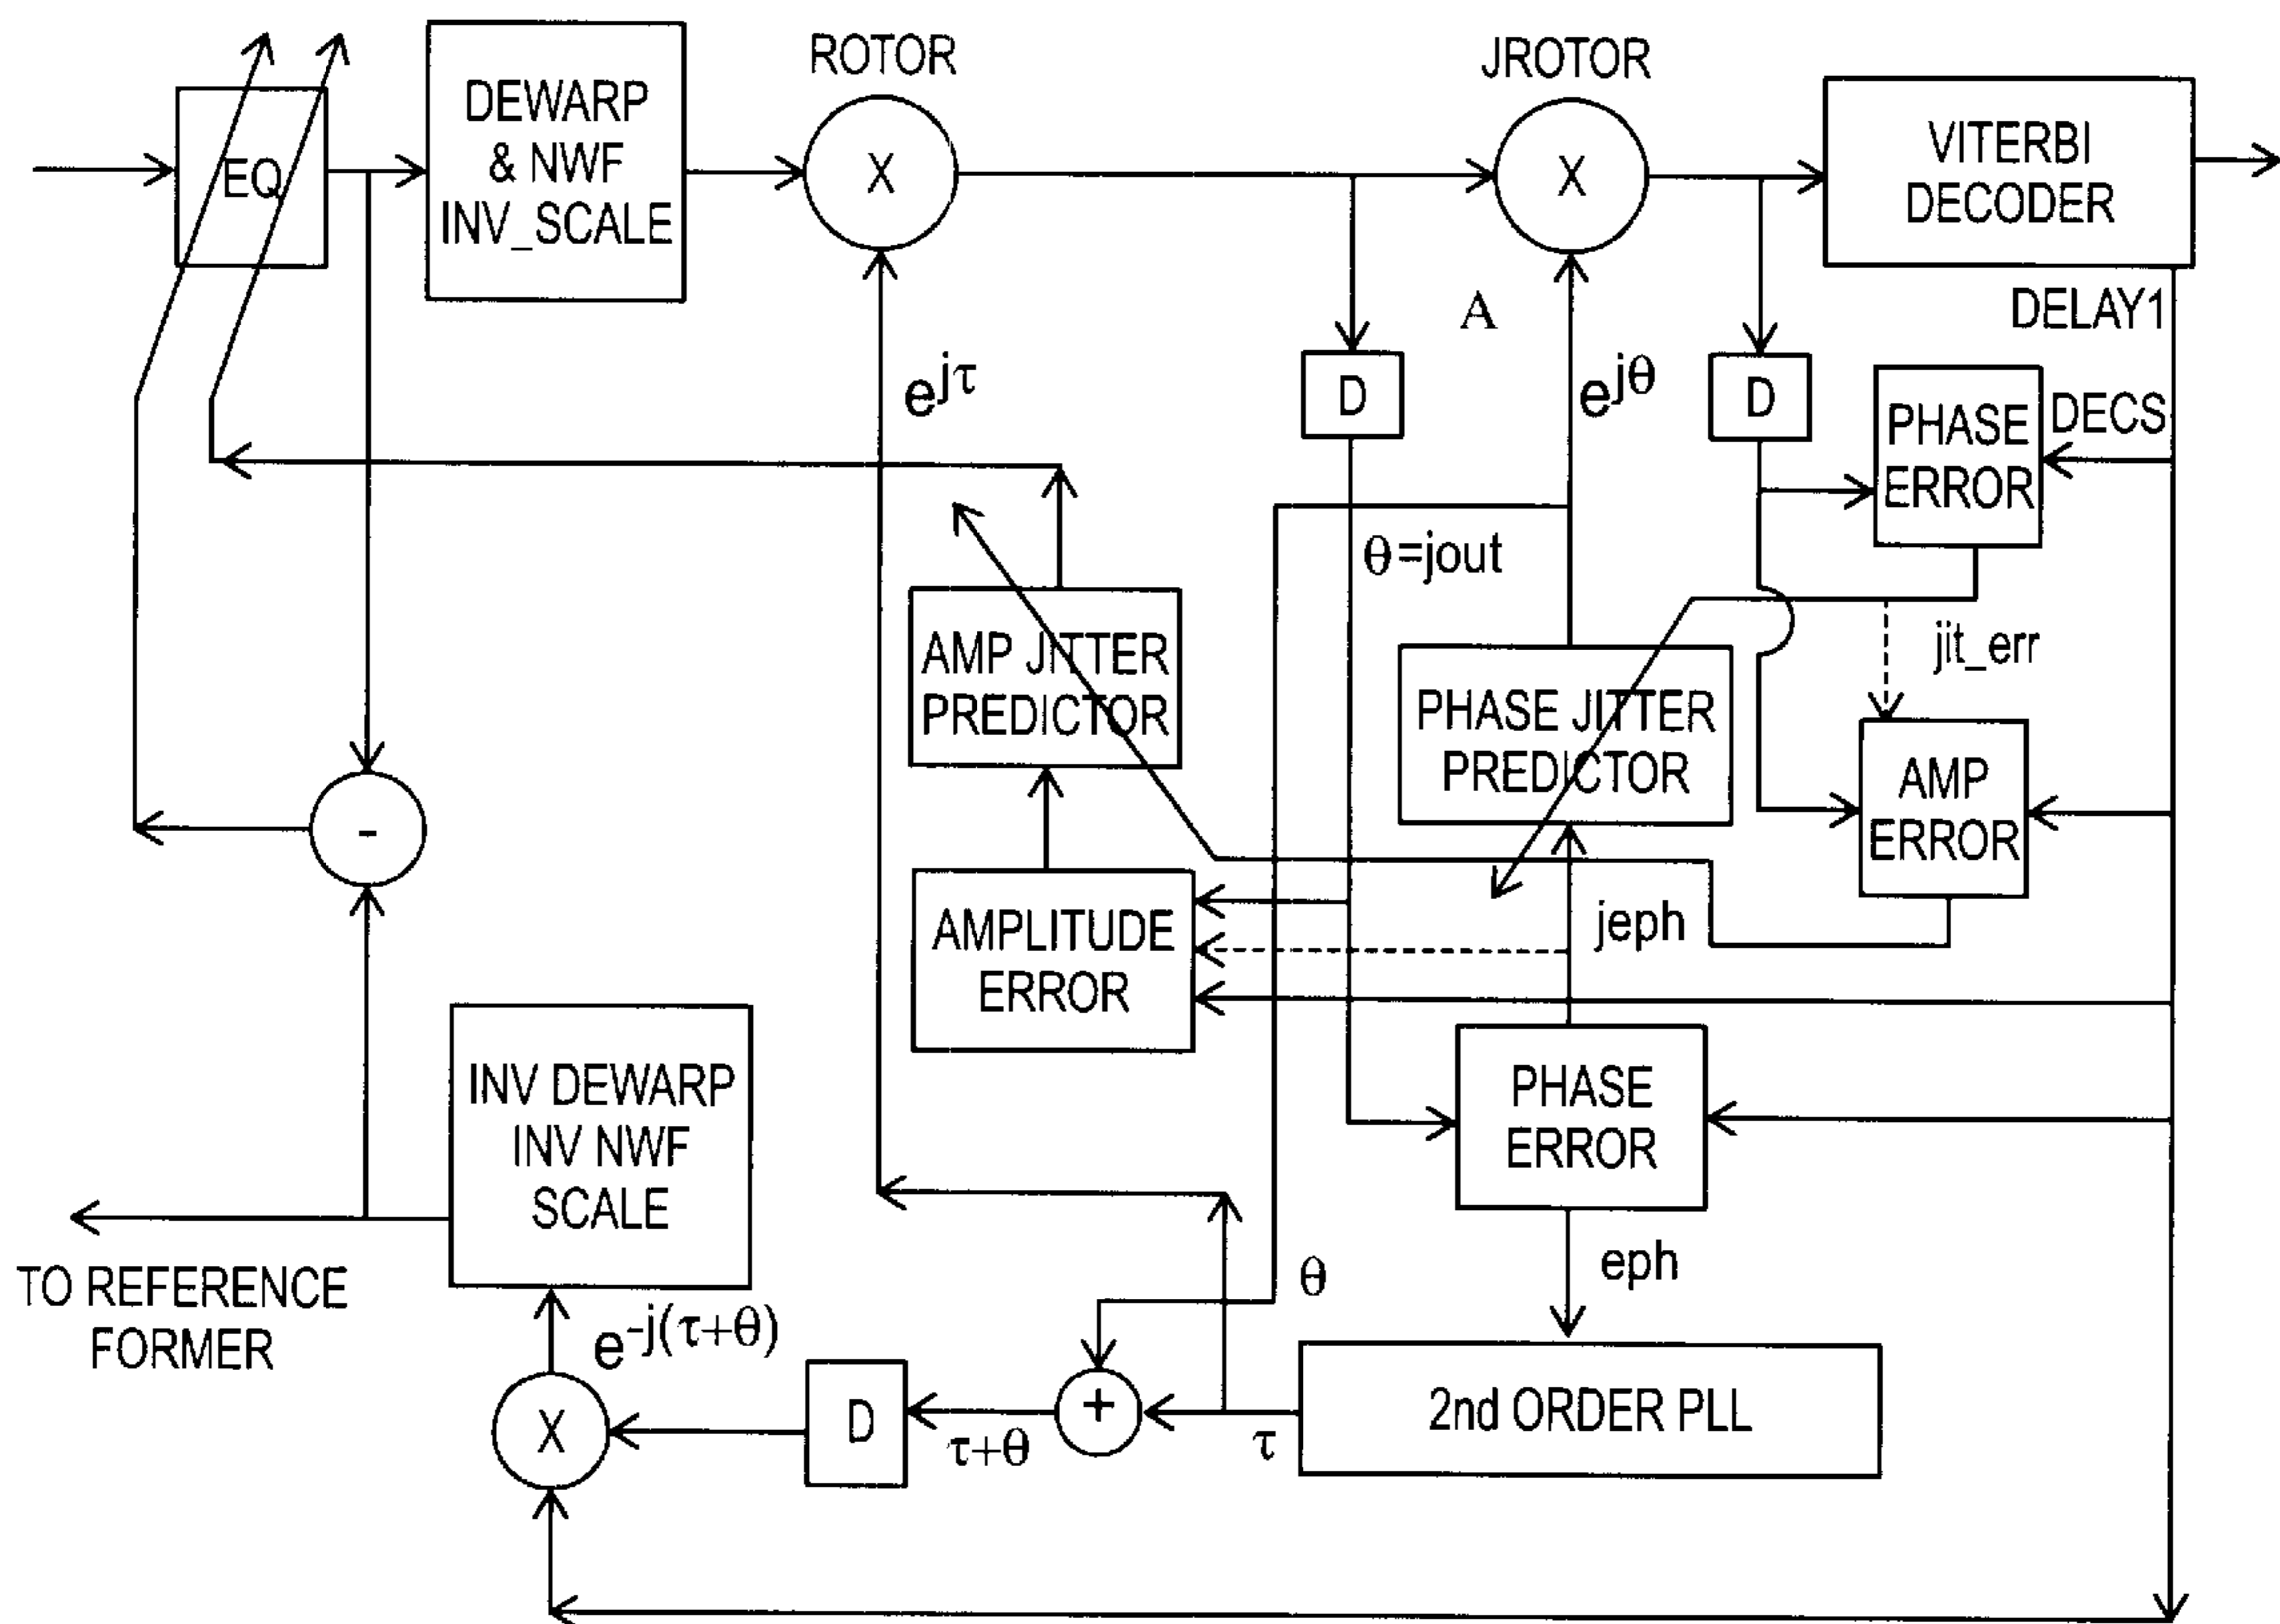 ROTOR
JROTOR
EQ
DEWARP
& NWF
INV_SCALE
X
X
VITERBI
DECODER
DELAY1
A
e^jτ
D
e^jθ
D
PHASE
ERROR
DECS
θ=jout
AMP JITTER
PREDICTOR
PHASE JITTER
PREDICTOR
jit_err
AMP
ERROR
-
AMPLITUDE
ERROR
jeph
INV DEWARP
INV NWF
SCALE
PHASE
ERROR
eph
TO REFERENCE
FORMER
e^-j(τ+θ)
θ
X
D
τ+θ
+
τ
2nd ORDER PLL